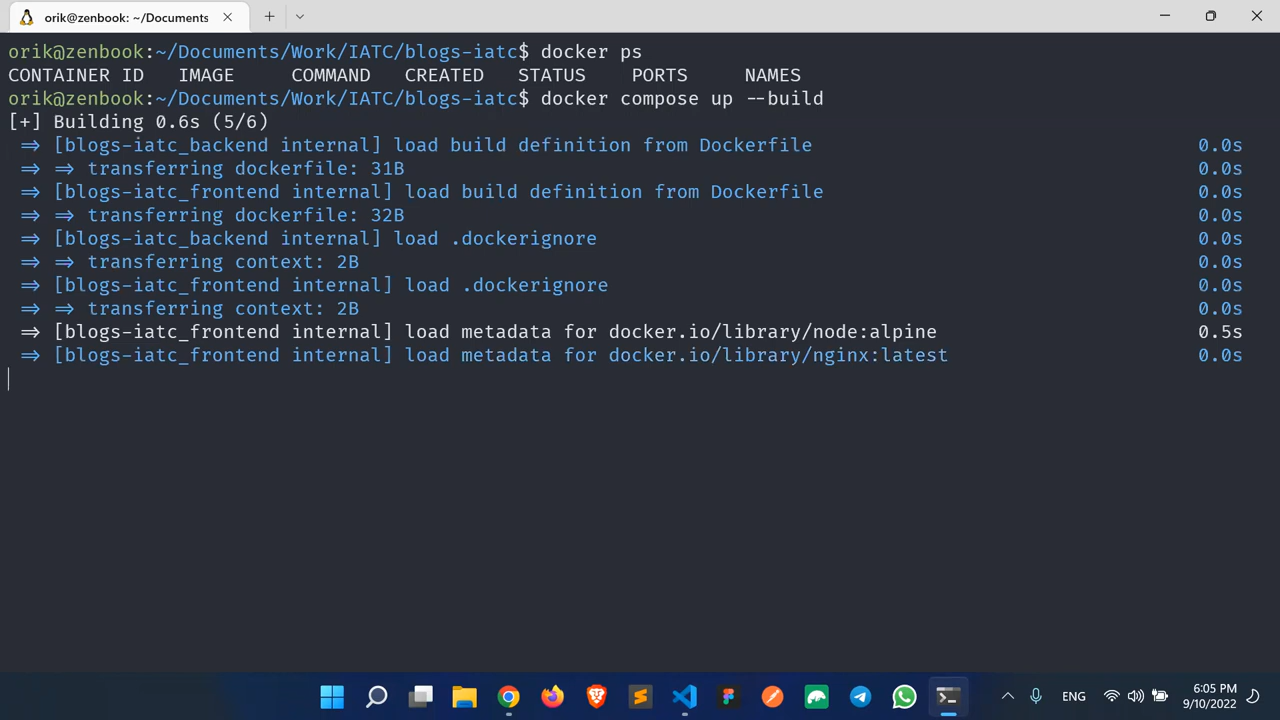 orik@zenbook: ~/Documents
orik@zenbook:~/Documents/Work/IATC/blogs-iatc$ docker ps
CONTAINER ID   IMAGE     COMMAND   CREATED   STATUS    PORTS     NAMES
orik@zenbook:~/Documents/Work/IATC/blogs-iatc$ docker compose up --build
[+] Building 0.6s (5/6)
=> [blogs-iatc_backend internal] load build definition from Dockerfile 0.0s
=> => transferring dockerfile: 31B 0.0s
=> [blogs-iatc_frontend internal] load build definition from Dockerfile 0.0s
=> => transferring dockerfile: 32B 0.0s
=> [blogs-iatc_backend internal] load .dockerignore 0.0s
=> => transferring context: 2B 0.0s
=> [blogs-iatc_frontend internal] load .dockerignore 0.0s
=> => transferring context: 2B 0.0s
=> [blogs-iatc_frontend internal] load metadata for docker.io/library/node:alpine 0.5s
=> [blogs-iatc_frontend internal] load metadata for docker.io/library/nginx:latest 0.0s
ENG
6:05 PM
9/10/2022